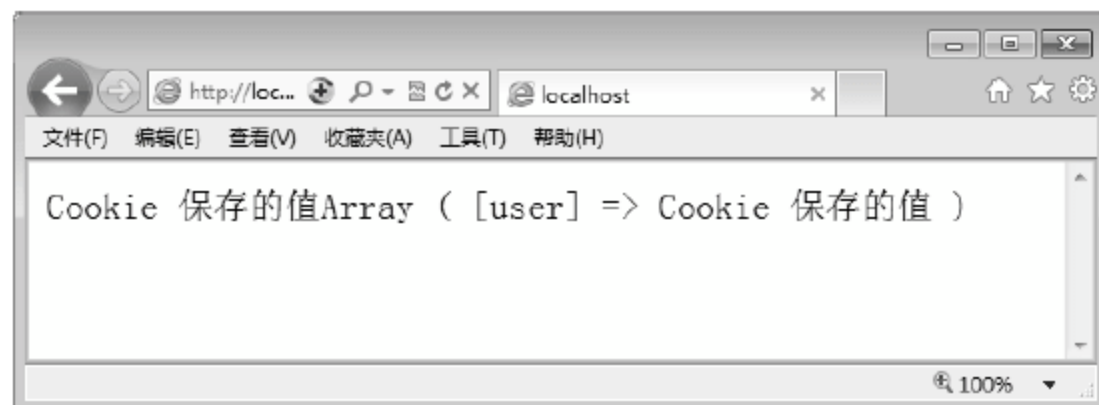 http://loc... localhost
文件(F) 编辑(E) 查看(V) 收藏夹(A) 工具(T) 帮助(H)
Cookie 保存的值Array ( [user] => Cookie 保存的值 )
100%